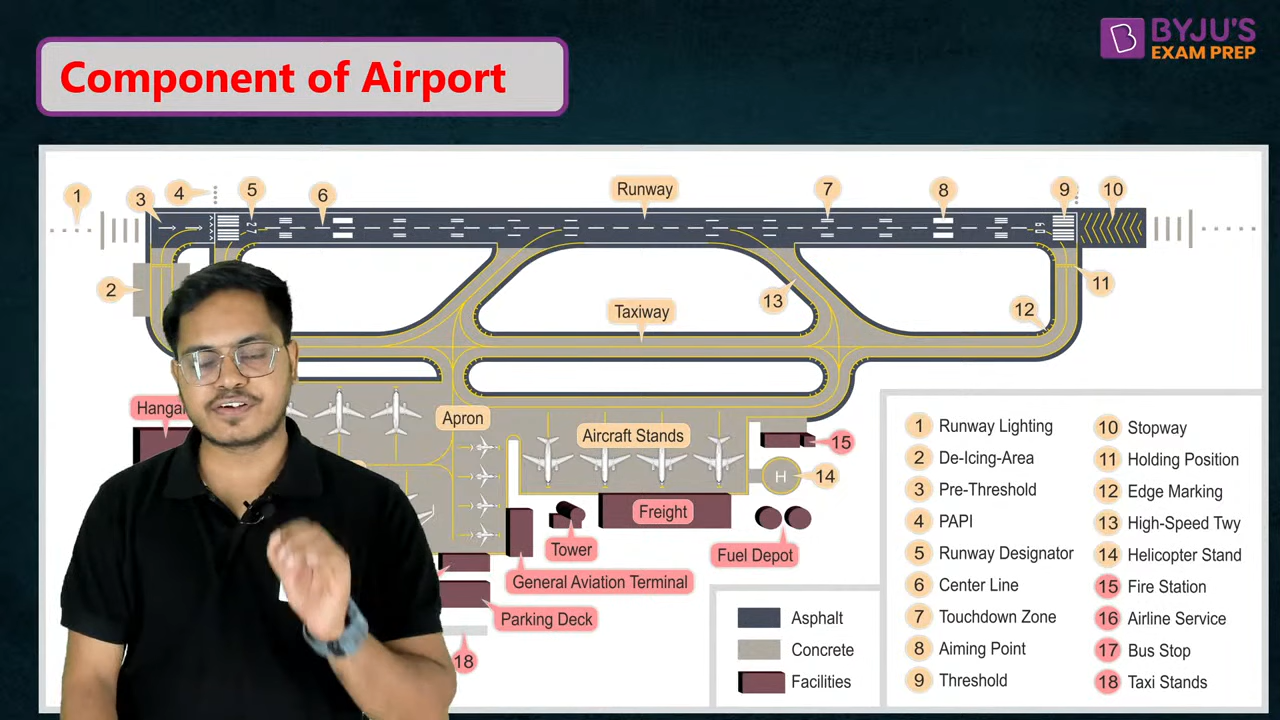 BYJU'S
EXAM PREP
Component of Airport
1
3
4
5
6
Runway
7
8
9
10
27
09
2
13
Taxiway
12
11
Apron
Aircraft Stands
15
H
14
Freight
Tower
Fuel Depot
General Aviation Terminal
Parking Deck
18
Asphalt
Concrete
Facilities
1 Runway Lighting
2 De-Icing-Area
3 Pre-Threshold
4 PAPI
5 Runway Designator
6 Center Line
7 Touchdown Zone
8 Aiming Point
9 Threshold
10 Stopway
11 Holding Position
12 Edge Marking
13 High-Speed Twy
14 Helicopter Stand
15 Fire Station
16 Airline Service
17 Bus Stop
18 Taxi Stands